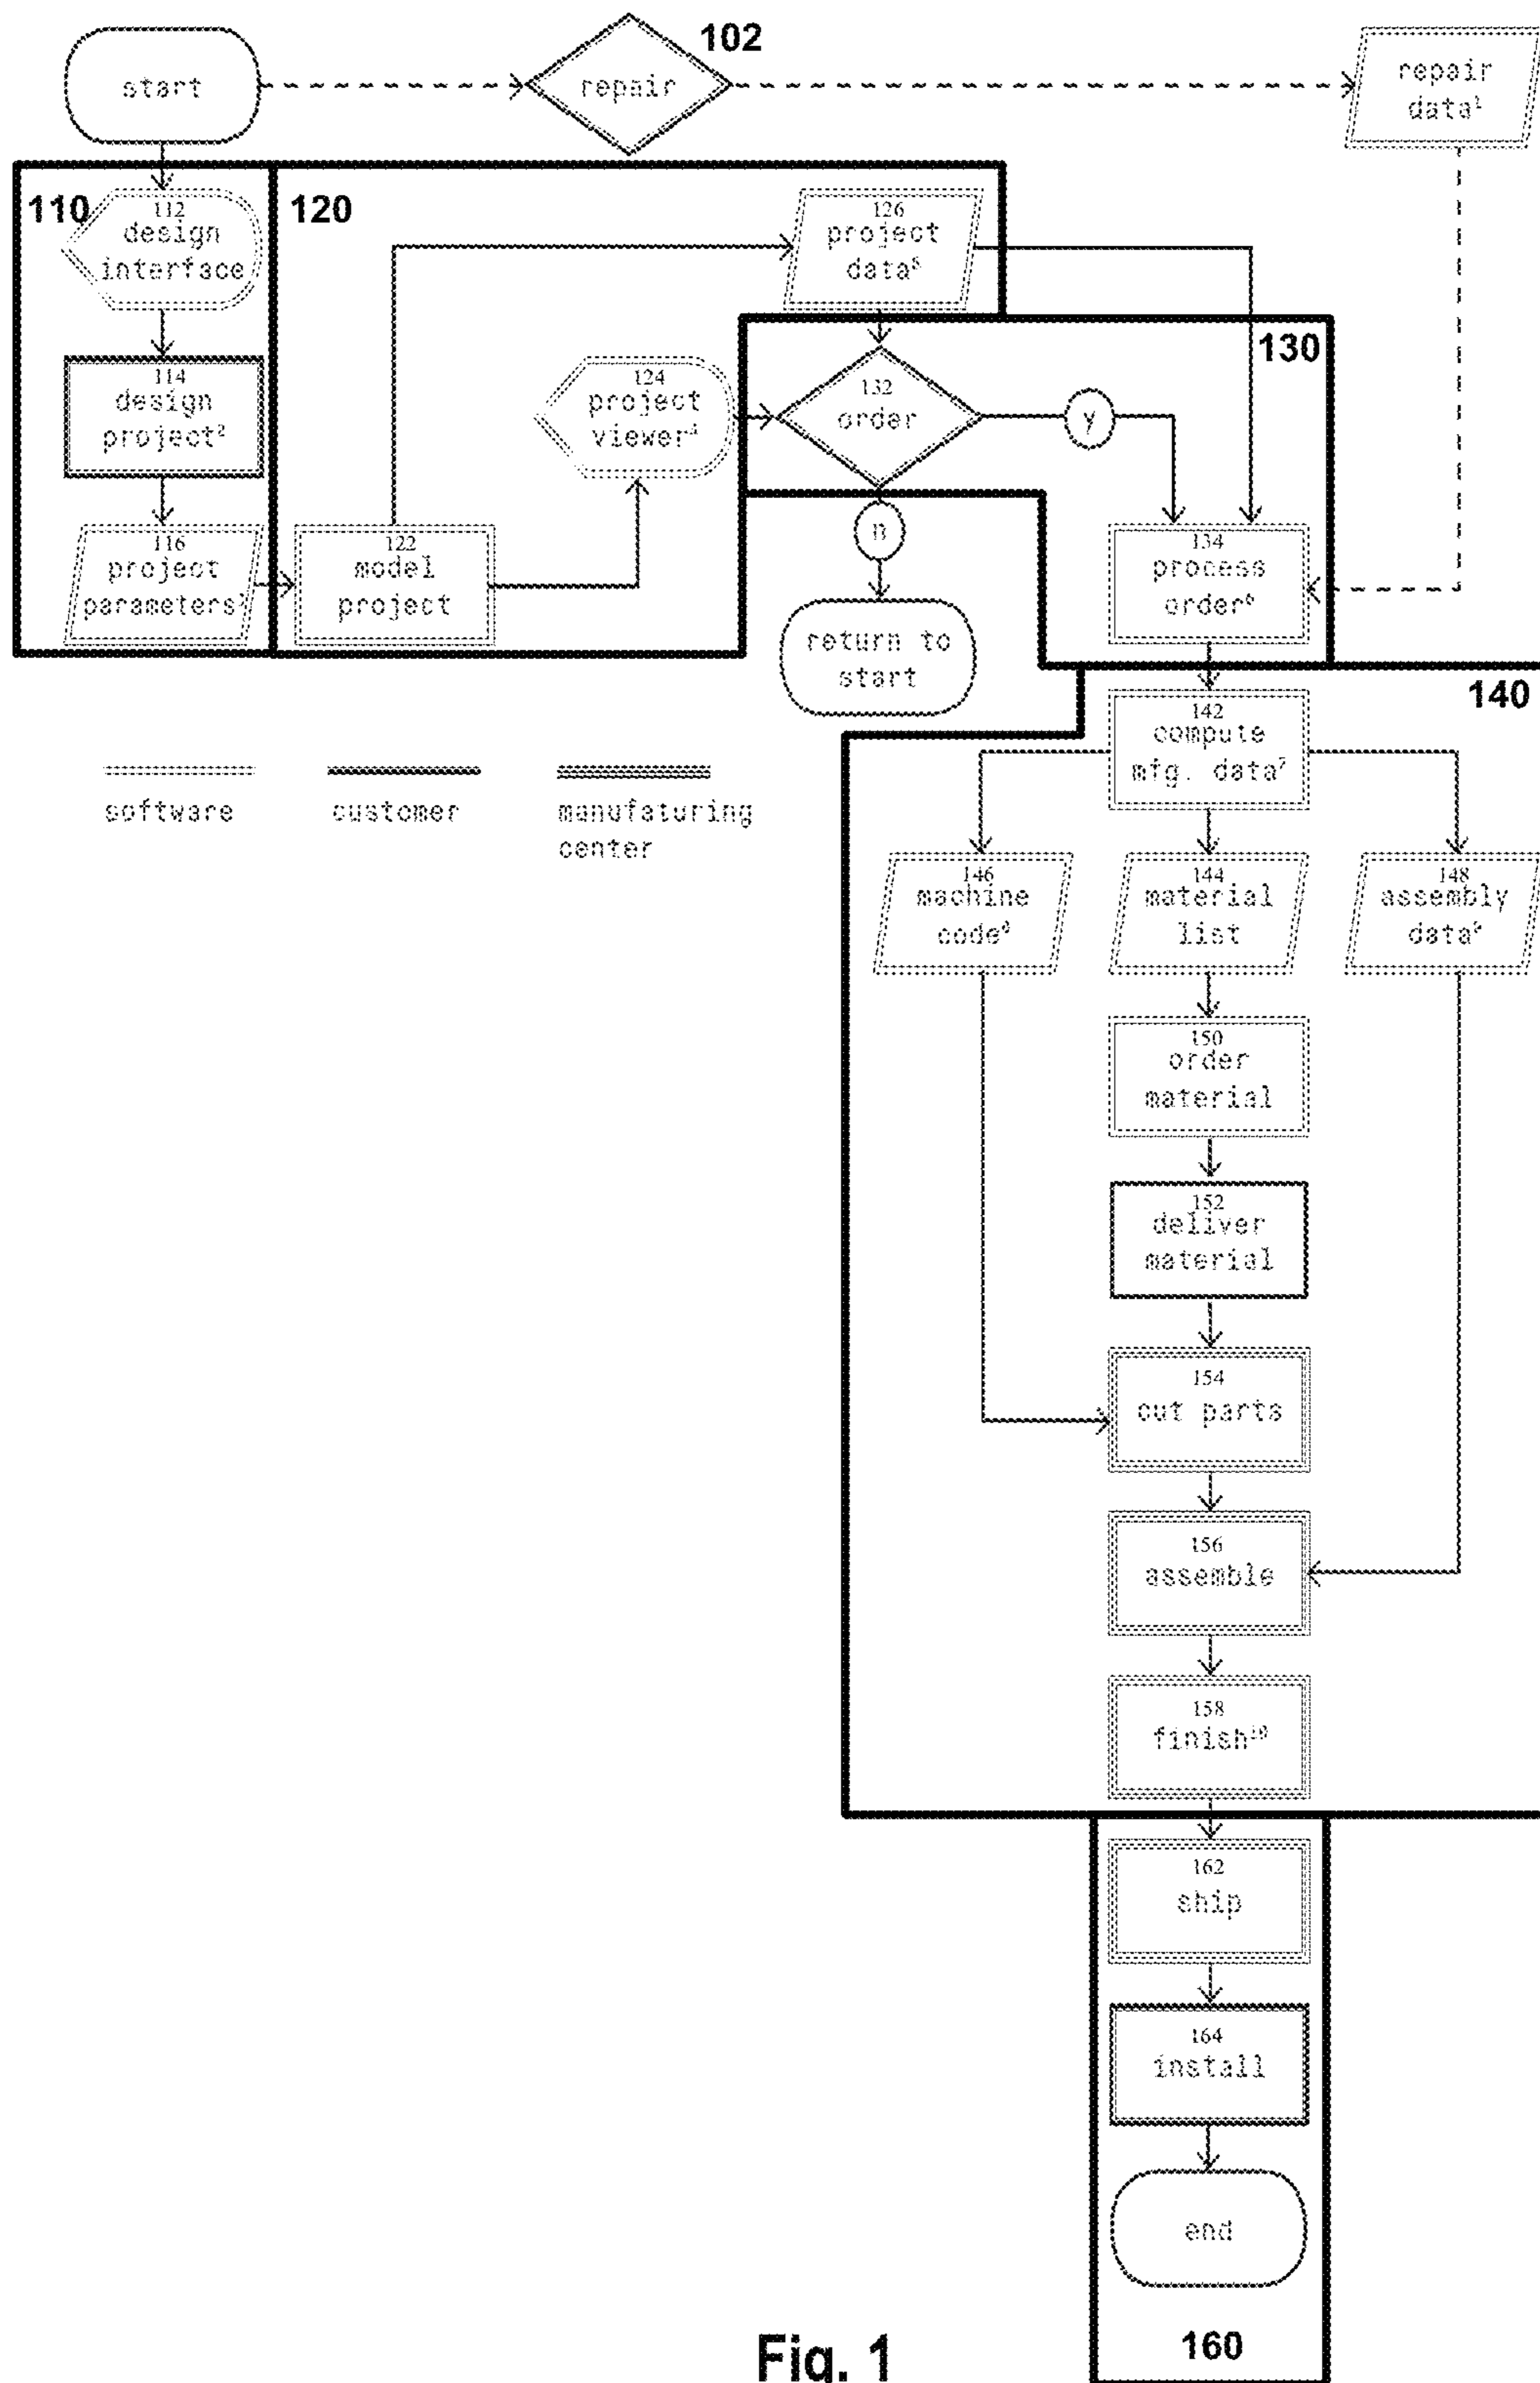 102
start
repair
repair
data¹
110
120
112
design
interface
126
project
data⁵
130
114
design
project²
124
project
viewer⁴
132
order
y
116
project
parameters³
122
model
project
n
134
process
order⁶
return to
start
140
142
compute
mfg. data⁷
software
customer
manufaturing
center
146
machine
code⁸
144
material
list
148
assembly
data⁹
150
order
material
152
deliver
material
154
cut parts
156
assemble
158
finish¹⁰
162
ship
164
install
end
160
Fig. 1